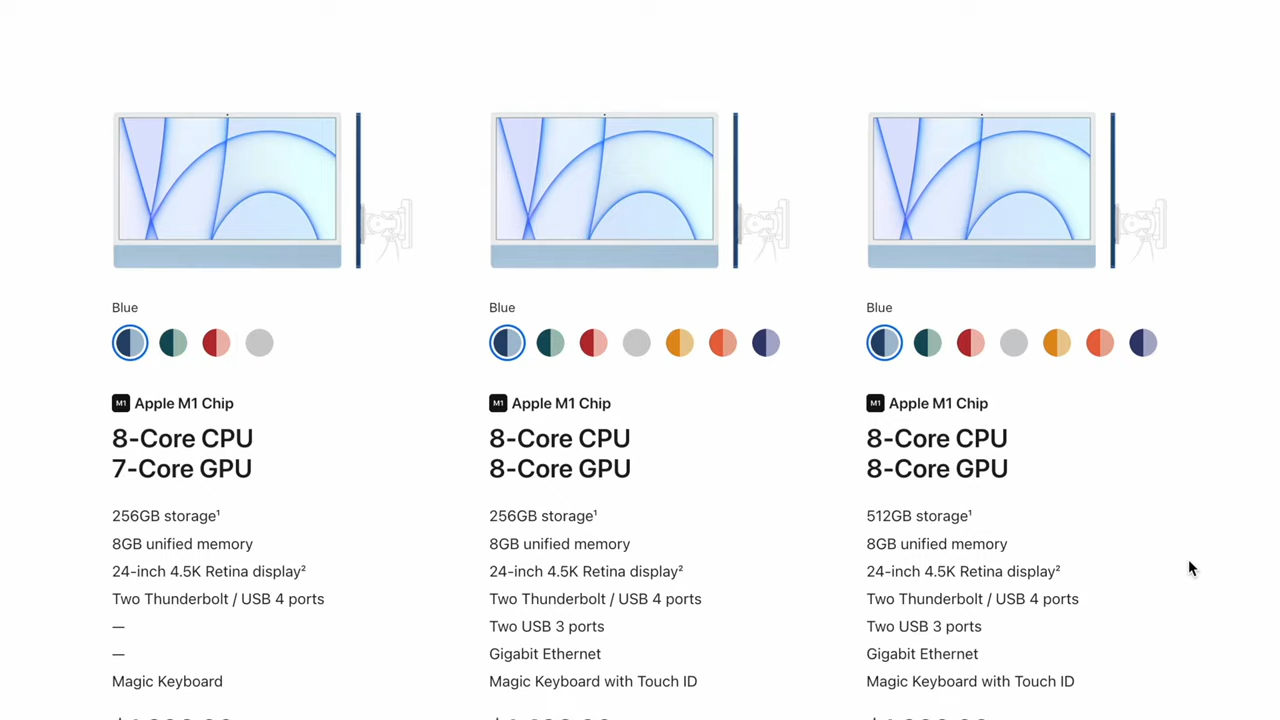 Blue
M1 Apple M1 Chip
8-Core CPU
7-Core GPU
256GB storage¹
8GB unified memory
24-inch 4.5K Retina display²
Two Thunderbolt / USB 4 ports
—
—
Magic Keyboard
Blue
M1 Apple M1 Chip
8-Core CPU
8-Core GPU
256GB storage¹
8GB unified memory
24-inch 4.5K Retina display²
Two Thunderbolt / USB 4 ports
Two USB 3 ports
Gigabit Ethernet
Magic Keyboard with Touch ID
Blue
M1 Apple M1 Chip
8-Core CPU
8-Core GPU
512GB storage¹
8GB unified memory
24-inch 4.5K Retina display²
Two Thunderbolt / USB 4 ports
Two USB 3 ports
Gigabit Ethernet
Magic Keyboard with Touch ID